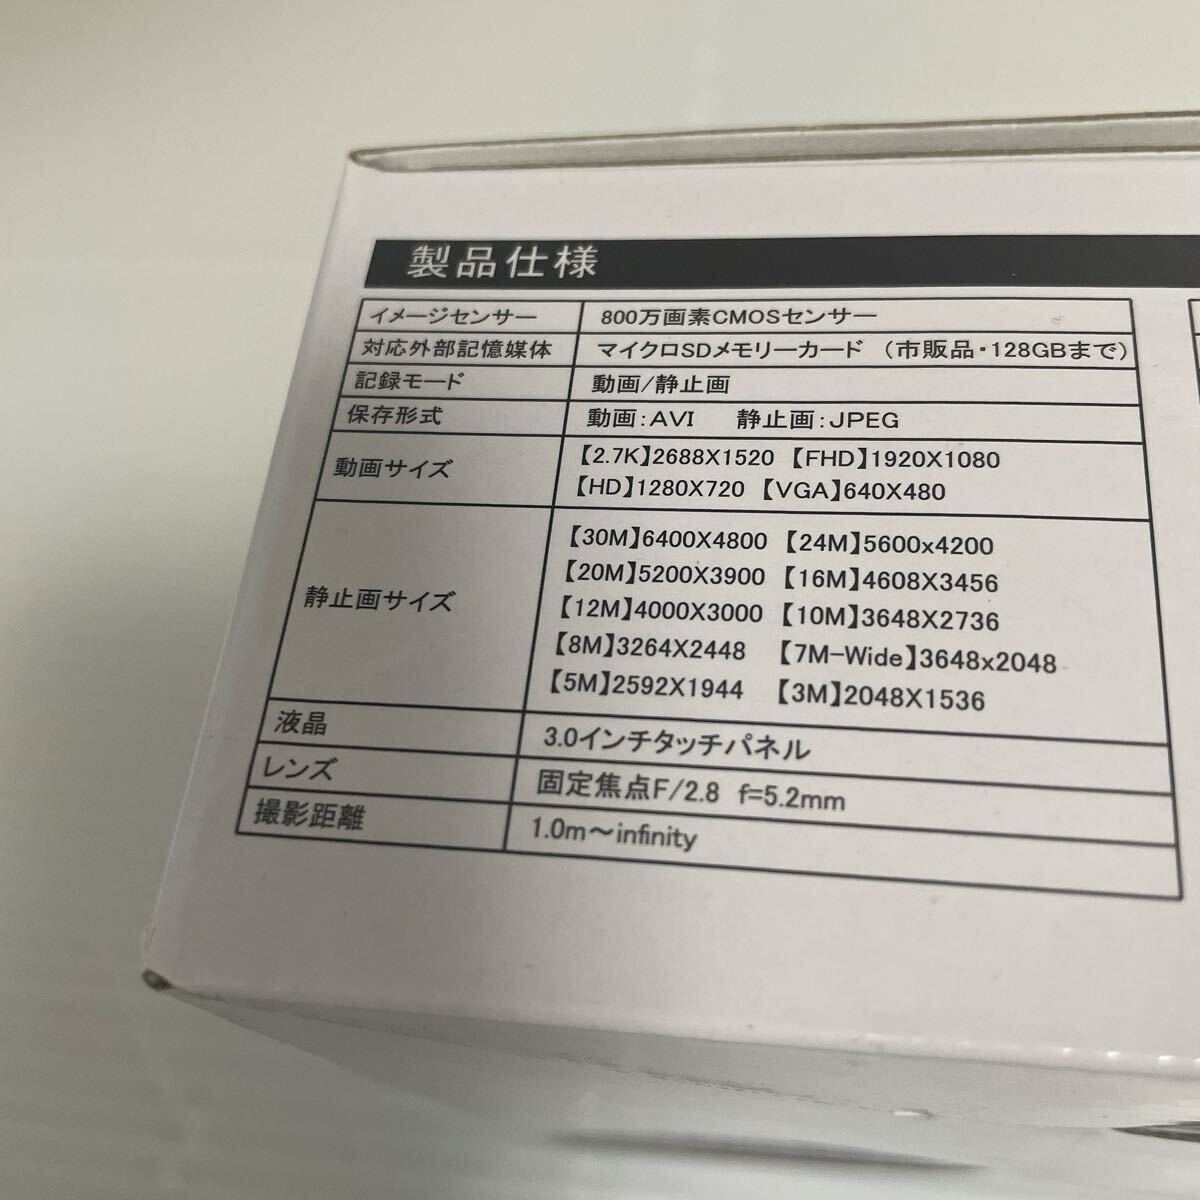 製品仕様
イメージセンサー 800万画素CMOSセンサー
対応外部記憶媒体 マイクロSDメモリーカード (市販品・128GBまで)
記録モード 動画/静止画
保存形式 動画:AVI 静止画:JPEG
動画サイズ 【2.7K】2688X1520 【FHD】1920X1080
【HD】1280X720 【VGA】640X480
静止画サイズ 【30M】6400X4800 【24M】5600x4200
【20M】5200X3900 【16M】4608X3456
【12M】4000X3000 【10M】3648X2736
【8M】3264X2448 【7M-Wide】3648x2048
【5M】2592X1944 【3M】2048X1536
液晶 3.0インチタッチパネル
レンズ 固定焦点F/2.8 f=5.2mm
撮影距離 1.0m～infinity